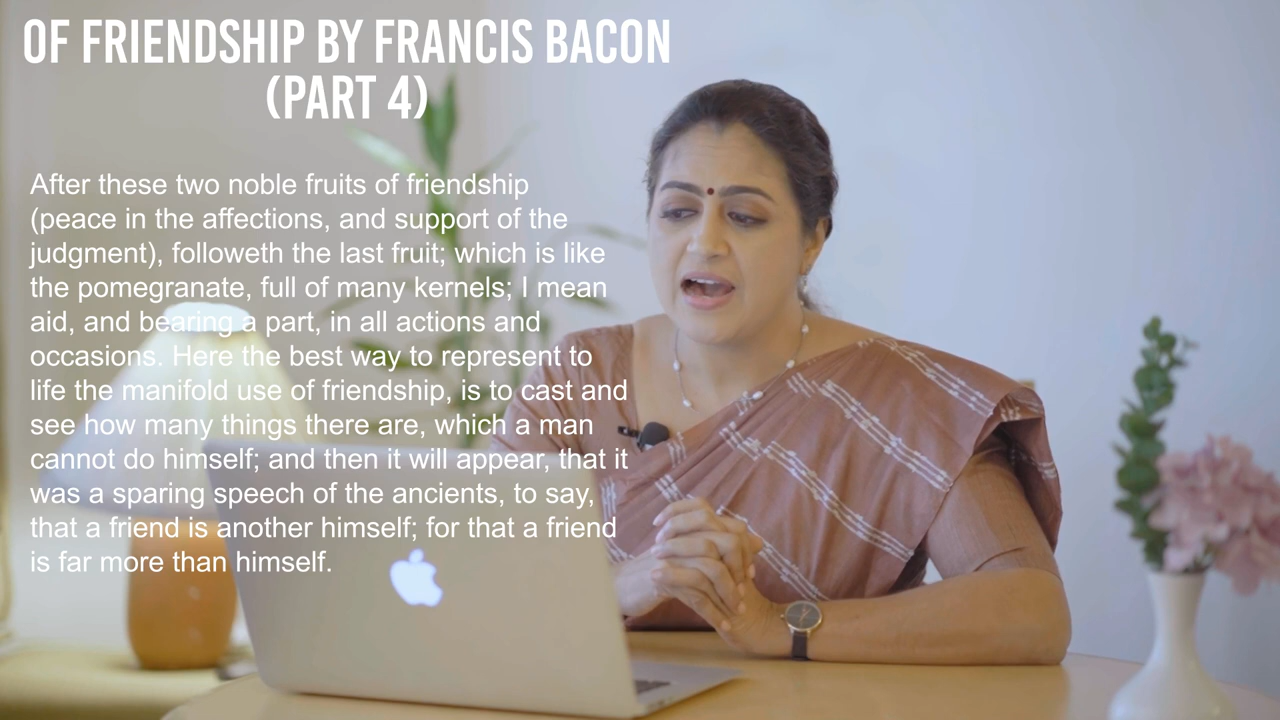 OF FRIENDSHIP BY FRANCIS BACON
(PART 4)
After these two noble fruits of friendship
(peace in the affections, and support of the
judgment), followeth the last fruit; which is like
the pomegranate, full of many kernels; I mean
aid, and bearing a part, in all actions and
occasions. Here the best way to represent to
life the manifold use of friendship, is to cast and
see how many things there are, which a man
cannot do himself; and then it will appear, that it
was a sparing speech of the ancients, to say,
that a friend is another himself; for that a friend
is far more than himself.